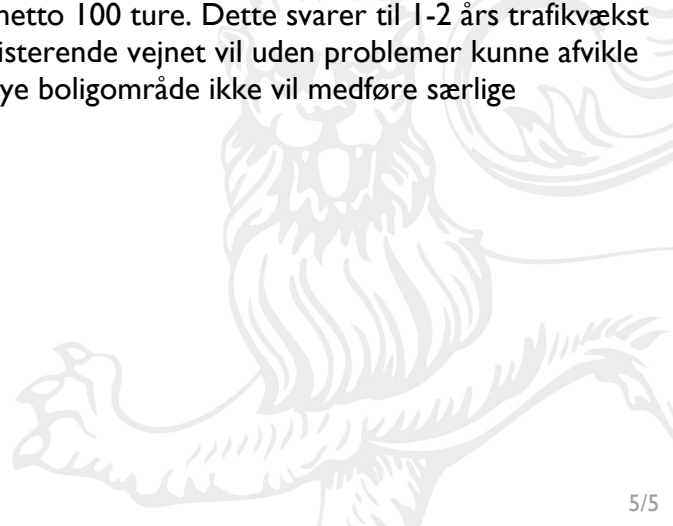 netto 100 ture. Dette svarer til 1-2 års trafikvækst
isterende vejnet vil uden problemer kunne afvikle
ye boligområde ikke vil medføre særlige
5/5